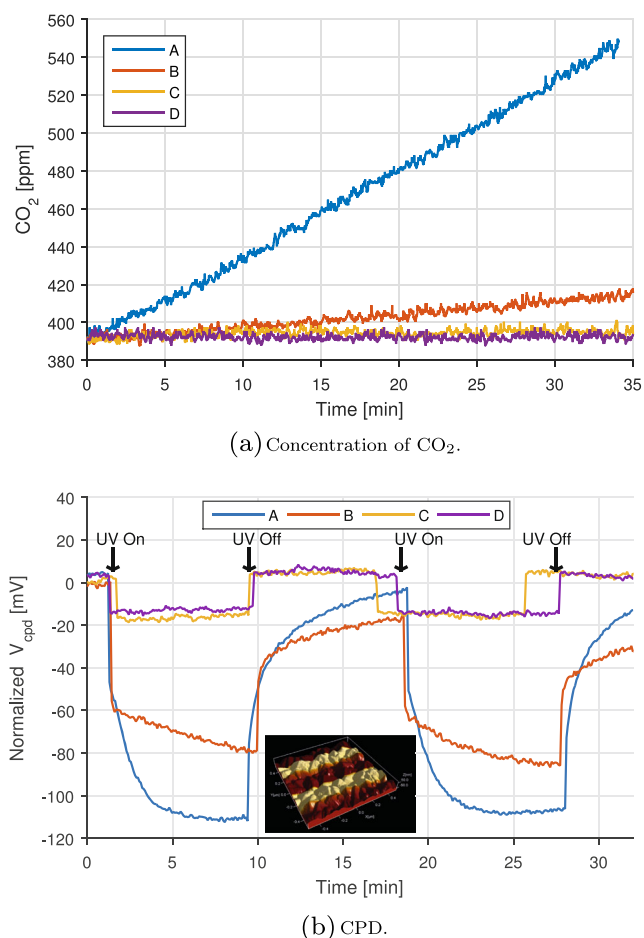 560
540
520
500
480
460
440
420
400
380
CO2 [ppm]
A
B
C
D
0 5 10 15 20 25 30 35
Time [min]
(a) Concentration of CO2.
40
20
0
-20
-40
-60
-80
-100
-120
Normalized Vcpd [mV]
A B C D
UV On UV Off UV On UV Off
0 5 10 15 20 25 30
Time [min]
(b) CPD.